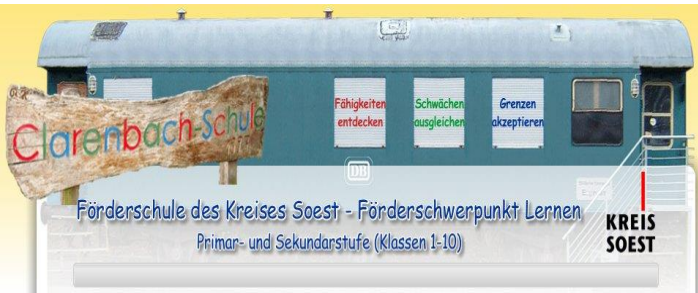 Clarenbach-Schule
Fähigkeiten
entdecken
Schwächen
ausgleichen
Grenzen
akzeptieren
DB
Förderschule des Kreises Soest - Förderschwerpunkt Lernen
Primar- und Sekundarstufe (Klassen 1-10)
KREIS
SOEST